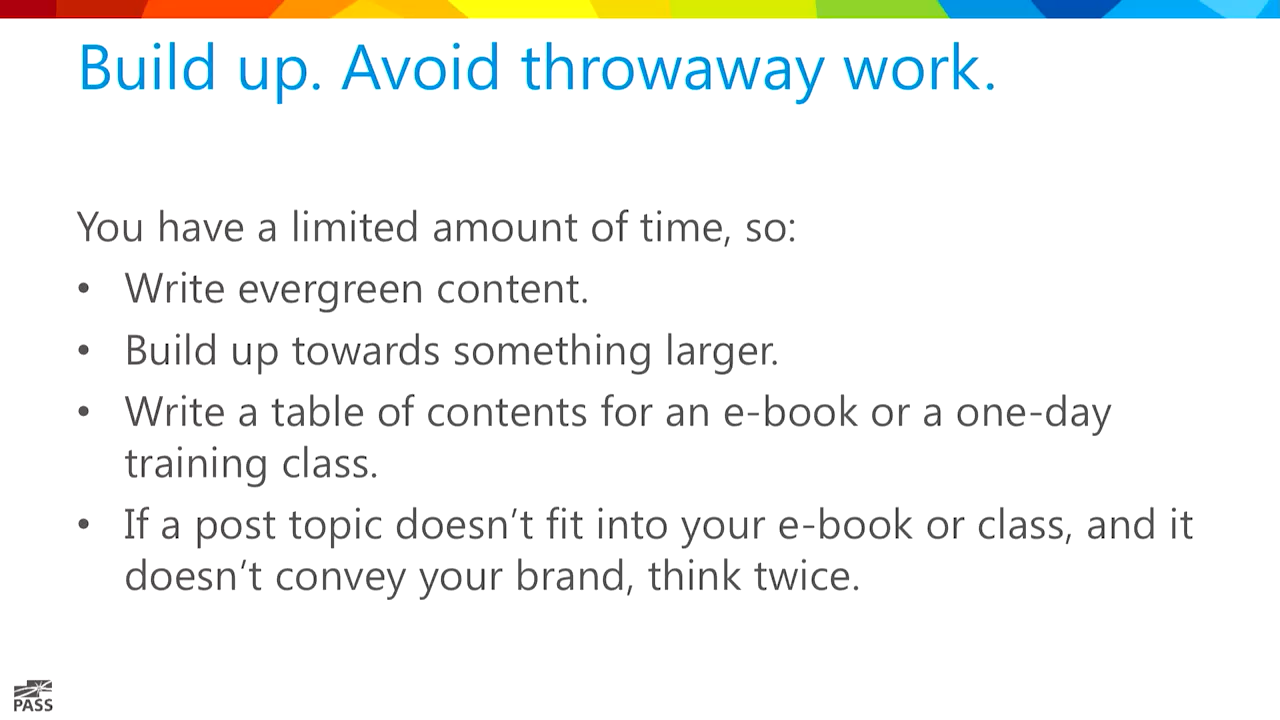 Build up. Avoid throwaway work.
You have a limited amount of time, so:
• Write evergreen content.
• Build up towards something larger.
• Write a table of contents for an e-book or a one-day
training class.
• If a post topic doesn’t fit into your e-book or class, and it
doesn’t convey your brand, think twice.
PASS